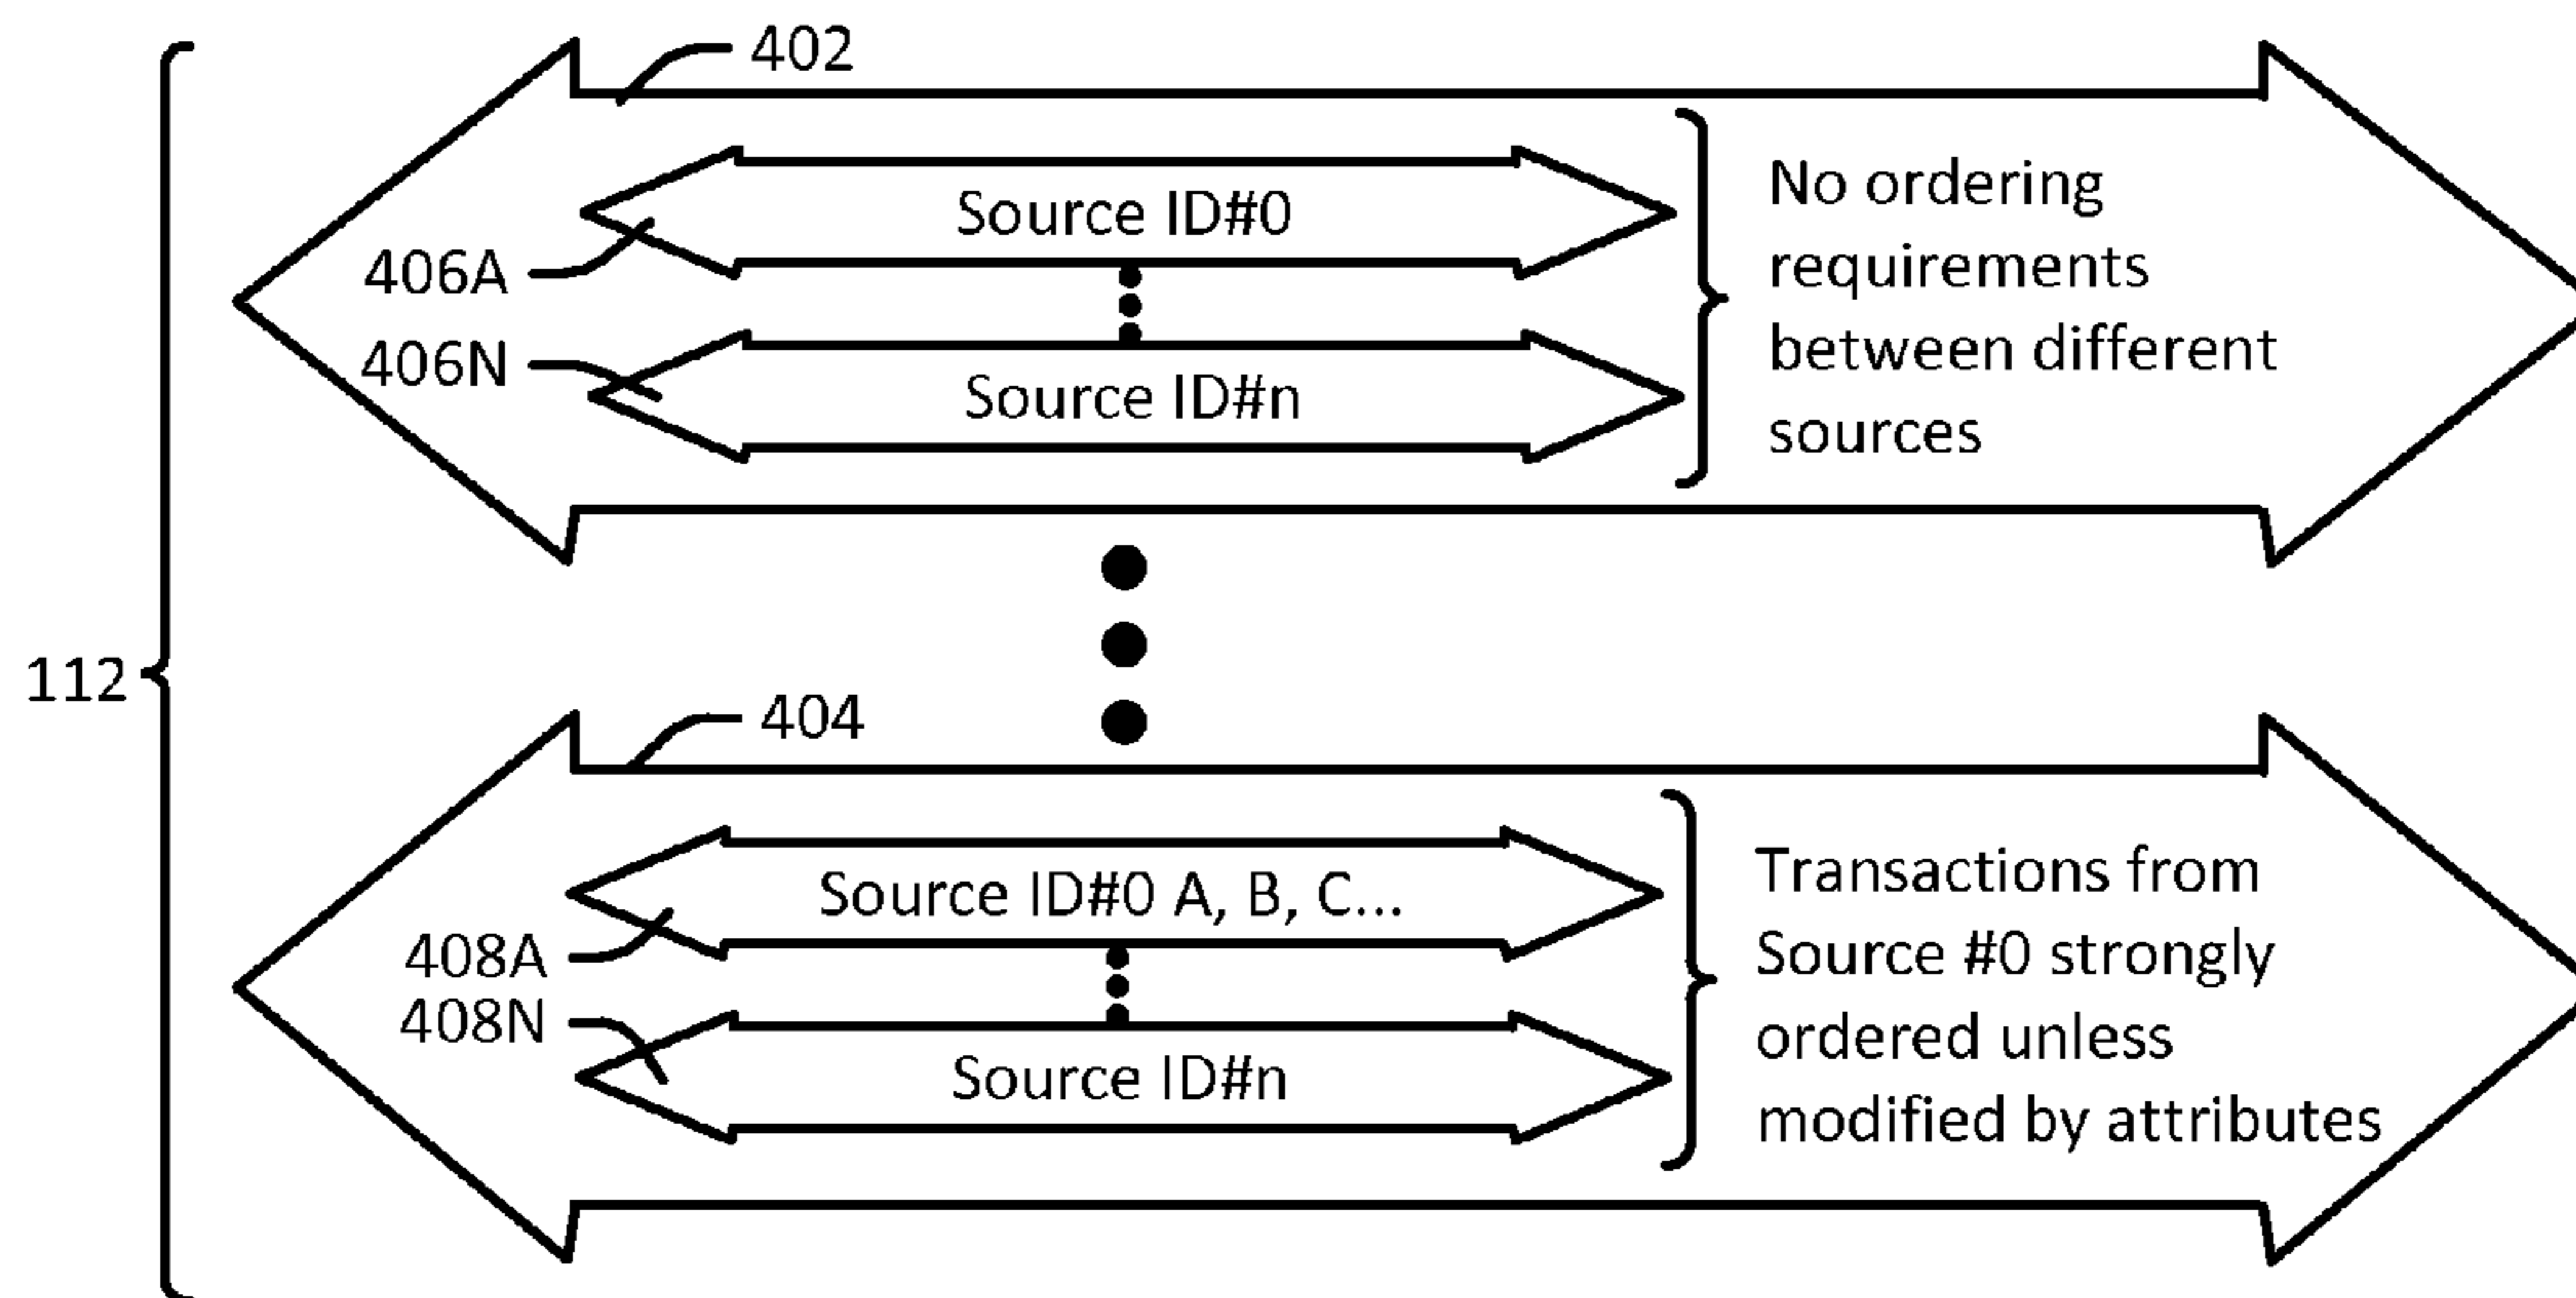 402
Source ID#0
406A
406N
Source ID#n
No ordering
requirements
between different
sources
112
404
Source ID#0 A, B, C...
408A
408N
Source ID#n
Transactions from
Source #0 strongly
ordered unless
modified by attributes